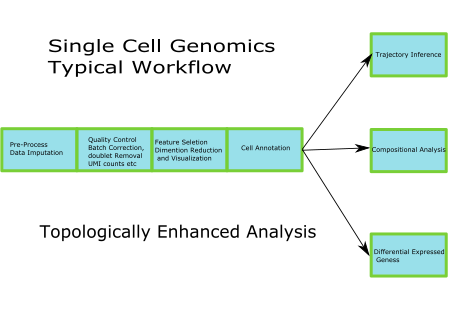 Single Cell Genomics
Typical Workflow
Trajectory Inference
Pre-Process
Data Imputation
Quality Control
Batch Correction,
doublet Removal
UMI counts etc
Feature Seletion
Dimention Reduction
and Visualization
Cell Annotation
Compositional Analysis
Topologically Enhanced Analysis
Differential Expressed
Geness